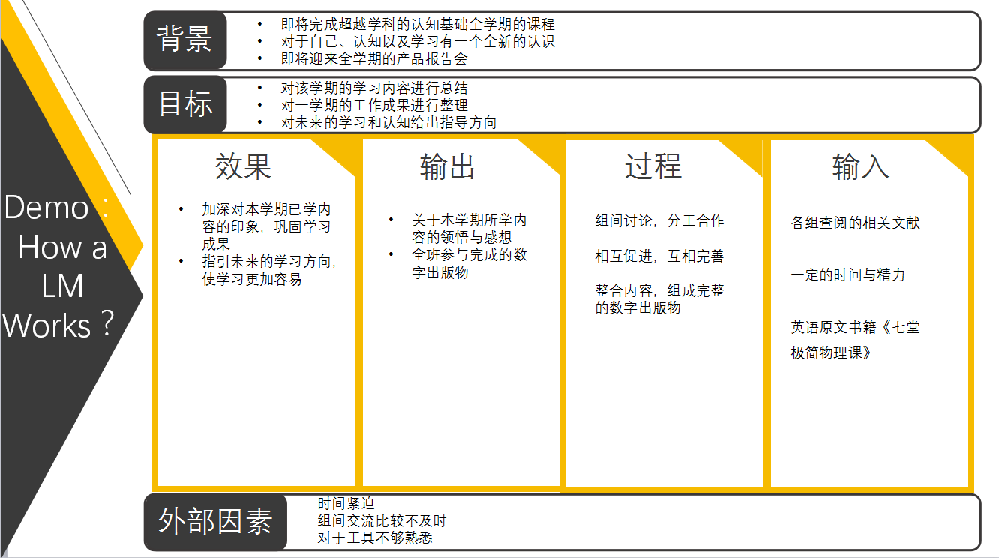 Demo：
How a
LM
Works？
背景
• 即将完成超越学科的认知基础全学期的课程
• 对于自己、认知以及学习有一个全新的认识
• 即将迎来全学期的产品报告会
目标
• 对该学期的学习内容进行总结
• 对一学期的工作成果进行整理
• 对未来的学习和认知给出指导方向
效果
• 加深对本学期已学内
容的印象，巩固学习
成果
• 指引未来的学习方向，
使学习更加容易
输出
• 关于本学期所学内
容的领悟与感想
• 全班参与完成的数
字出版物
过程
组间讨论，分工合作
相互促进，互相完善
整合内容，组成完整
的数字出版物
输入
各组查阅的相关文献
一定的时间与精力
英语原文书籍《七堂
极简物理课》
外部因素
时间紧迫
组间交流比较不及时
对于工具不够熟悉